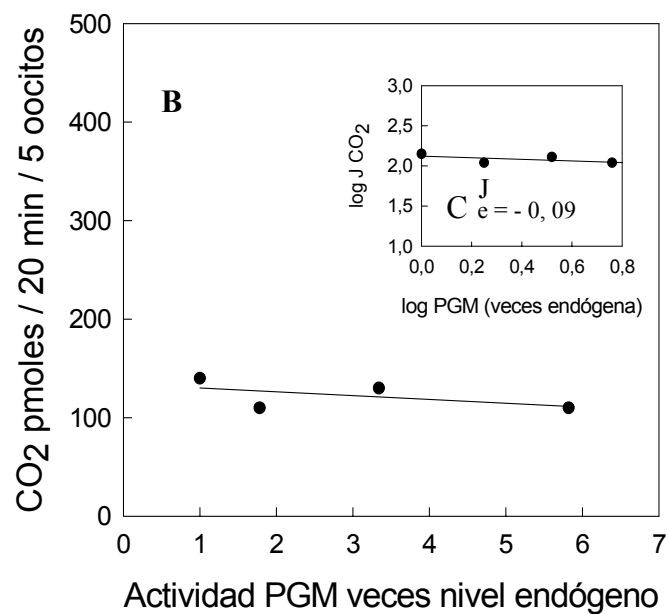 500
400
300
200
100
0
CO2 pmoles / 20 min / 5 oocitos
B
3,0
2,5
2,0
1,5
1,0
log J CO2
C J
e = - 0, 09
0,0 0,2 0,4 0,6 0,8
log PGM (veces endógena)
0 1 2 3 4 5 6 7
Actividad PGM veces nivel endógeno